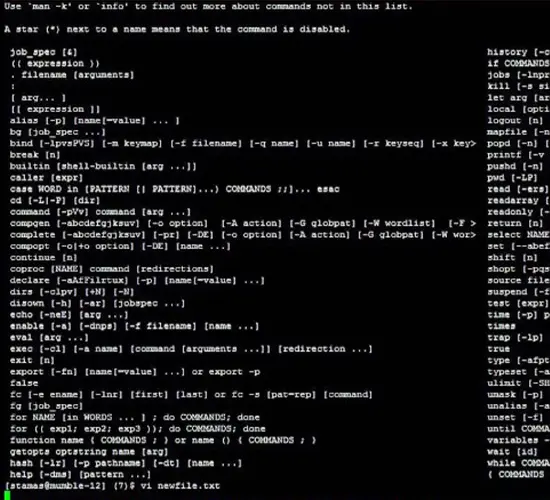 Use `man -k' or `info' to find out more about commands not in this list.
A star (*) next to a name means that the command is disabled.
job_spec [&] history [-c
(( expression )) if COMMANDS
. filename [arguments] jobs [-lnpr
: kill [-s si
[ arg... ] let arg [ar
[[ expression ]] local [opti
alias [-p] [name[=value] ... ] logout [n]
bg [job_spec ...] mapfile [-n
bind [-lpvsPVS] [-m keymap] [-f filename] [-q name] [-u name] [-r keyseq] [-x key> popd [-n] [
break [n] printf [-v
builtin [shell-builtin [arg ...]] pushd [-n]
caller [expr] pwd [-LP]
case WORD in [PATTERN [| PATTERN]...) COMMANDS ;;]... esac read [-ers]
cd [-L|-P] [dir] readarray [
command [-pVv] command [arg ...] readonly [-
compgen [-abcdefgjksuv] [-o option] [-A action] [-G globpat] [-W wordlist] [-F > return [n]
complete [-abcdefgjksuv] [-pr] [-DE] [-o option] [-A action] [-G globpat] [-W wor> select NAME
compopt [-o|+o option] [-DE] [name ...] set [--abef
continue [n] shift [n]
coproc [NAME] command [redirections] shopt [-pqs
declare [-aAfFilrtux] [-p] [name[=value] ...] source file
dirs [-clpv] [+N] [-N] suspend [-f
disown [-h] [-ar] [jobspec ...] test [expr]
echo [-neE] [arg ...] time [-p] p
enable [-a] [-dnps] [-f filename] [name ...] times
eval [arg ...] trap [-lp]
exec [-cl] [-a name] [command [arguments ...]] [redirection ...] true
exit [n] type [-afpt
export [-fn] [name[=value] ...] or export -p typeset [-a
false ulimit [-SH
fc [-e ename] [-lnr] [first] [last] or fc -s [pat=rep] [command] umask [-p]
fg [job_spec] unalias [-a
for NAME [in WORDS ... ] ; do COMMANDS; done unset [-f]
for (( exp1; exp2; exp3 )); do COMMANDS; done until COMMA
function name { COMMANDS ; } or name () { COMMANDS ; } variables -
getopts optstring name [arg] wait [id]
hash [-lr] [-p pathname] [-dt] [name ...] while COMMA
help [-dms] [pattern ...] { COMMANDS
[stamas@mumble-12] (7)$ vi newfile.txt